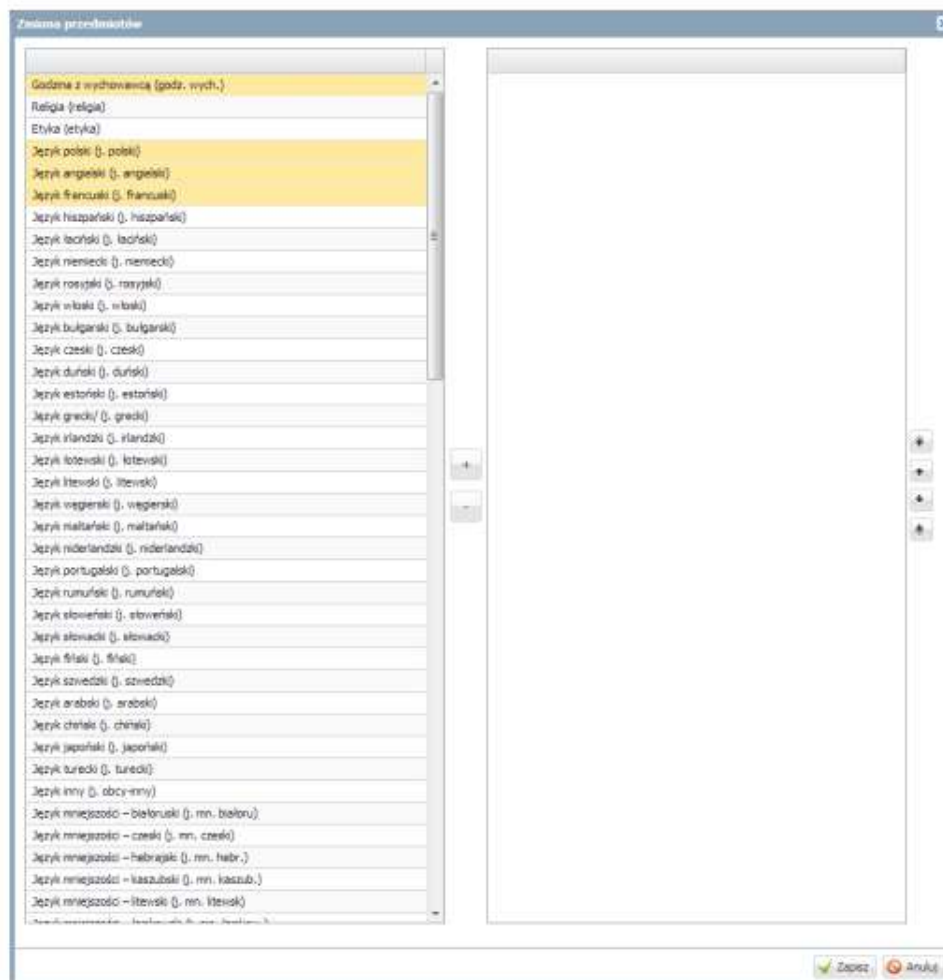 Zmiana przedmiotów
Godzina z wychowawcą (godz. wych.)
Religia (religia)
Etyka (etyka)
Język polski (j. polski)
Język angielski (j. angielski)
Język francuski (j. francuski)
Język hiszpański (j. hiszpański)
Język łaciński (j. łaciński)
Język niemiecki (j. niemiecki)
Język rosyjski (j. rosyjski)
Język włoski (j. włoski)
Język bułgarski (j. bułgarski)
Język czeski (j. czeski)
Język duński (j. duński)
Język estoński (j. estoński)
Język grecki/ (j. grecki)
Język irlandzki (j. irlandzki)
Język łotewski (j. łotewski)
Język litewski (j. litewski)
Język węgierski (j. węgierski)
Język maltański (j. maltański)
Język niderlandzki (j. niderlandzki)
Język portugalski (j. portugalski)
Język rumuński (j. rumuński)
Język słoweński (j. słoweński)
Język słowacki (j. słowacki)
Język fiński (j. fiński)
Język szwedzki (j. szwedzki)
Język arabski (j. arabski)
Język chiński (j. chiński)
Język japoński (j. japoński)
Język turecki (j. turecki)
Język inny (j. obcy-inny)
Język mniejszości – białoruski (j. mn. białoru)
Język mniejszości – czeski (j. mn. czeski)
Język mniejszości – hebrajski (j. mn. hebr.)
Język mniejszości – kaszubski (j. mn. kaszub.)
Język mniejszości – litewski (j. mn. litewsk)
+
-
Zapisz
Anuluj